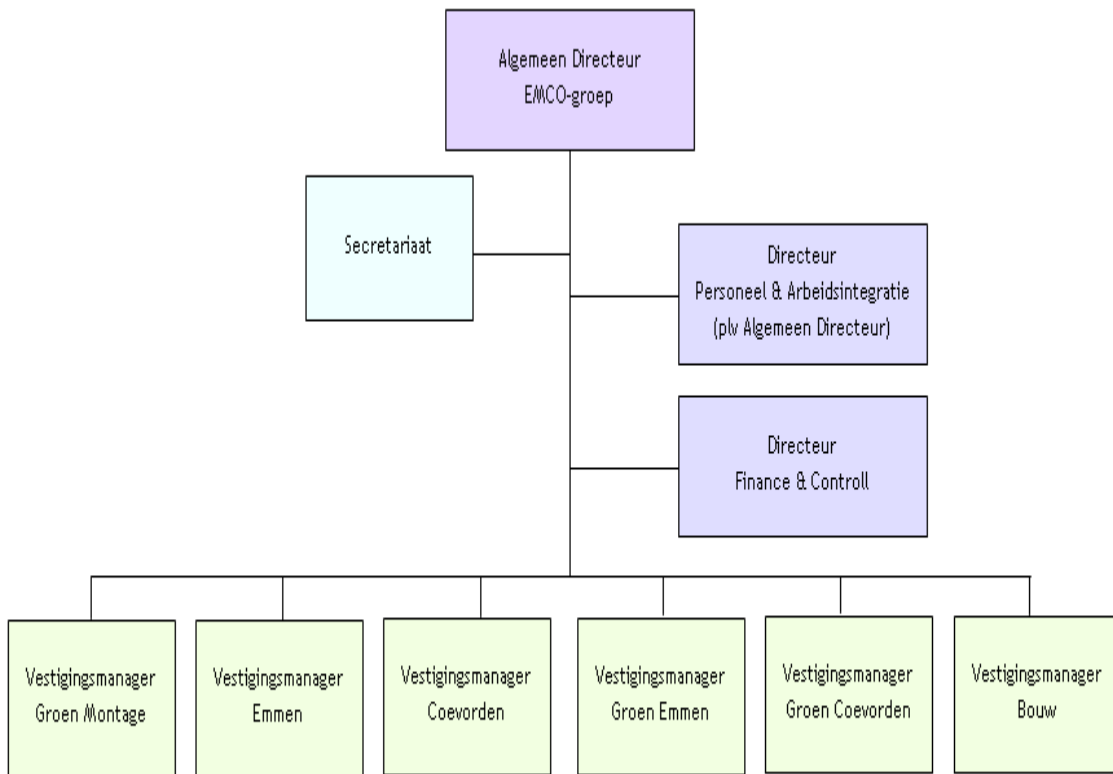 Algemeen Directeur
EMCO-groep
Secretariaat
Directeur
Personeel & Arbeidsintegratie
(plv Algemeen Directeur)
Directeur
Finance & Controll
Vestigingsmanager
Groen Montage
Vestigingsmanager
Emmen
Vestigingsmanager
Coevorden
Vestigingsmanager
Groen Emmen
Vestigingsmanager
Groen Coevorden
Vestigingsmanager
Bouw